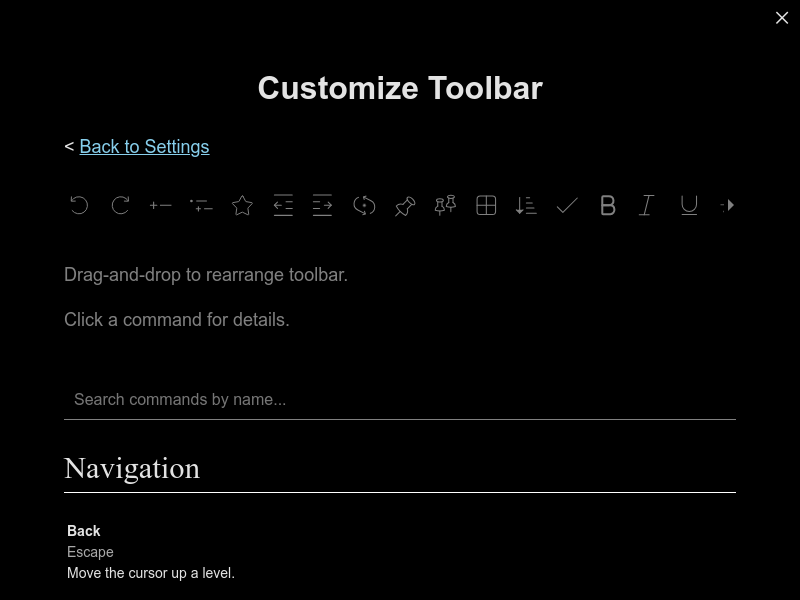 Customize Toolbar
< Back to Settings
Drag-and-drop to rearrange toolbar.
Click a command for details.
Search commands by name...
Navigation
Back
Escape
Move the cursor up a level.